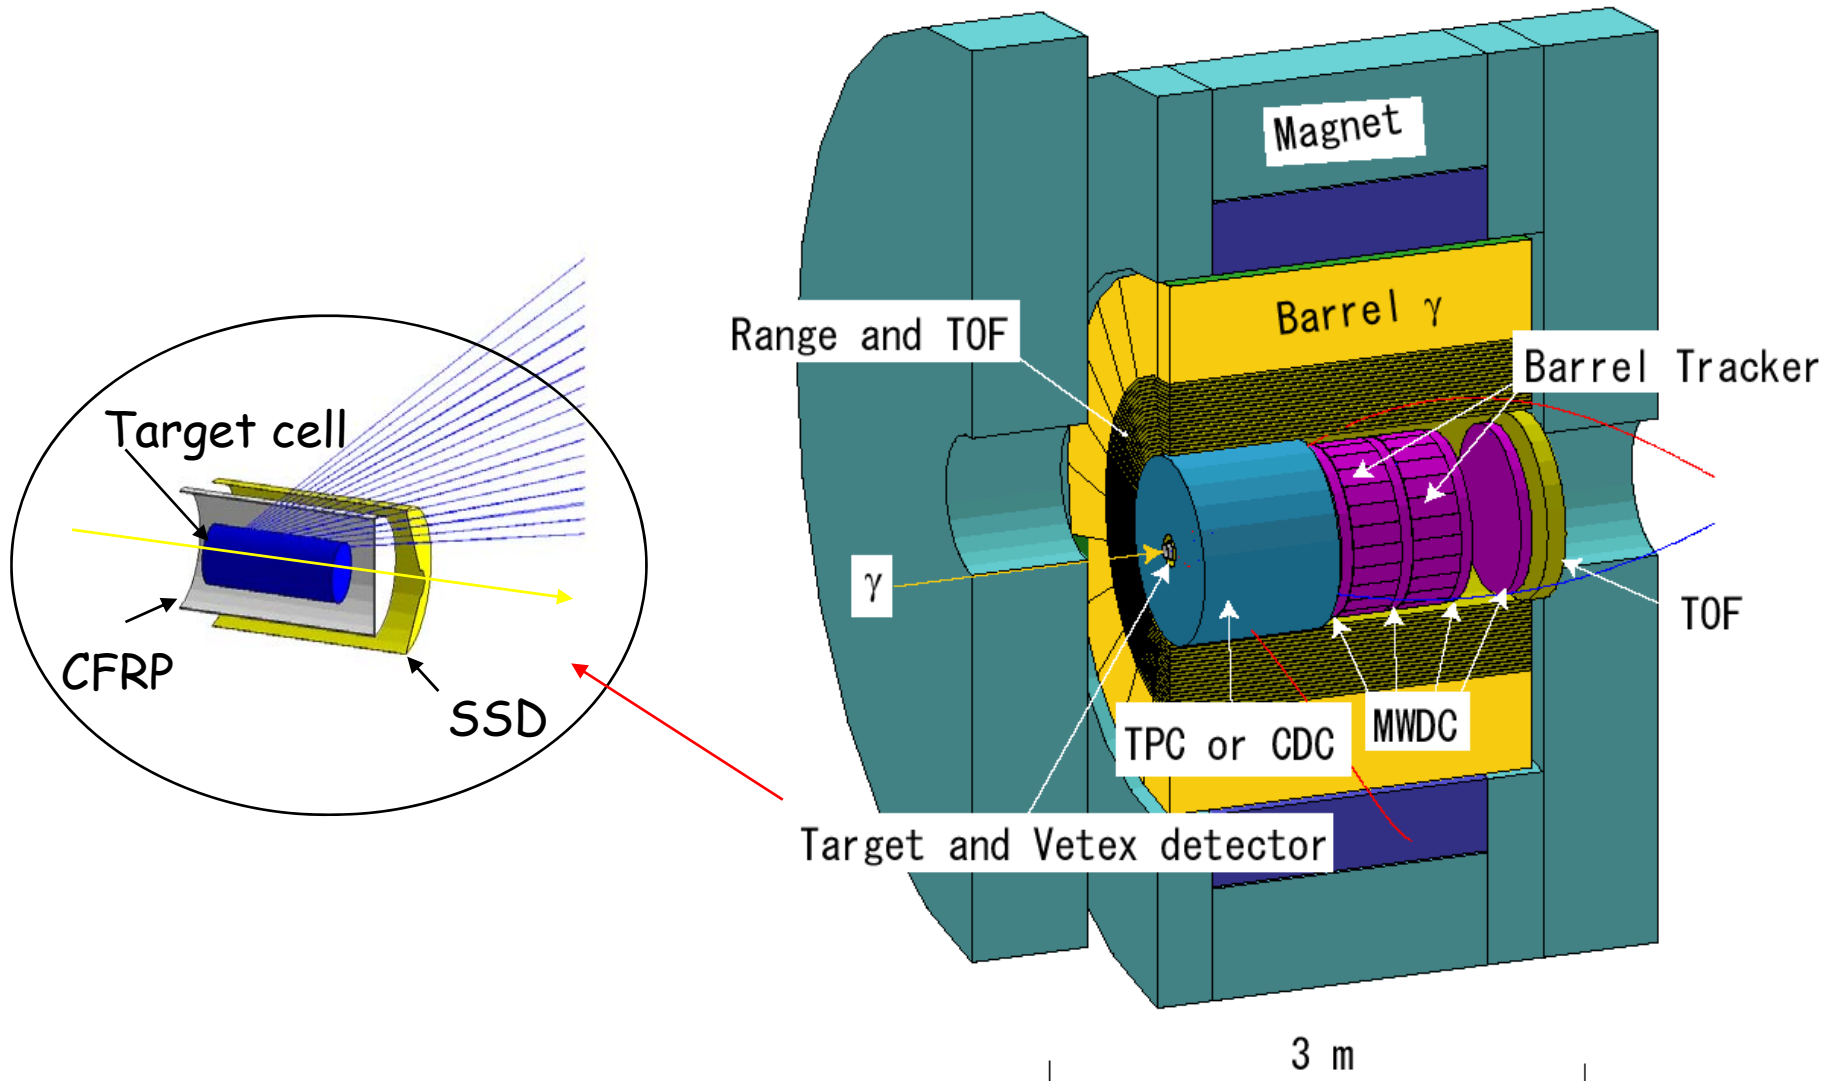 Magnet
Range and TOF
Barrel γ
Barrel Tracker
Target cell
γ
TOF
CFRP
SSD
TPC or CDC
MWDC
Target and Vetex detector
3 m